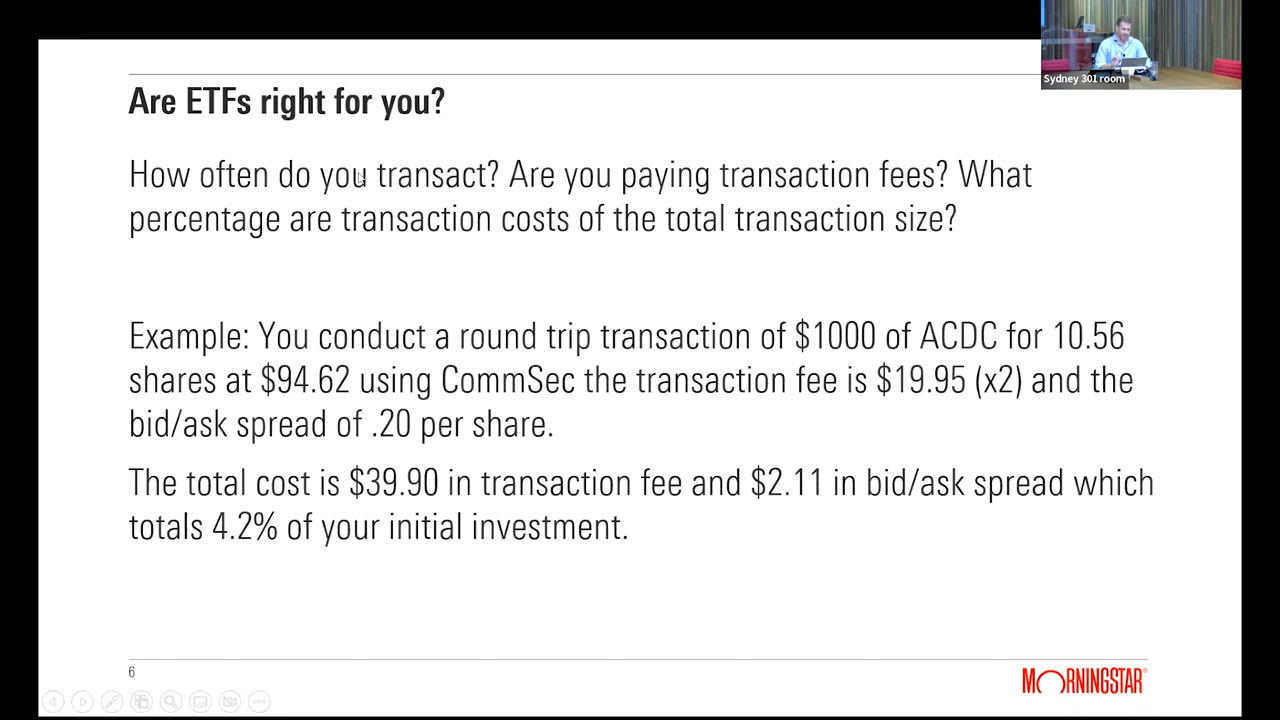 Sydney 301 room
Are ETFs right for you?
How often do you transact? Are you paying transaction fees? What
percentage are transaction costs of the total transaction size?
Example: You conduct a round trip transaction of $1000 of ACDC for 10.56
shares at $94.62 using CommSec the transaction fee is $19.95 (x2) and the
bid/ask spread of .20 per share.
The total cost is $39.90 in transaction fee and $2.11 in bid/ask spread which
totals 4.2% of your initial investment.
6
MORNINGSTAR